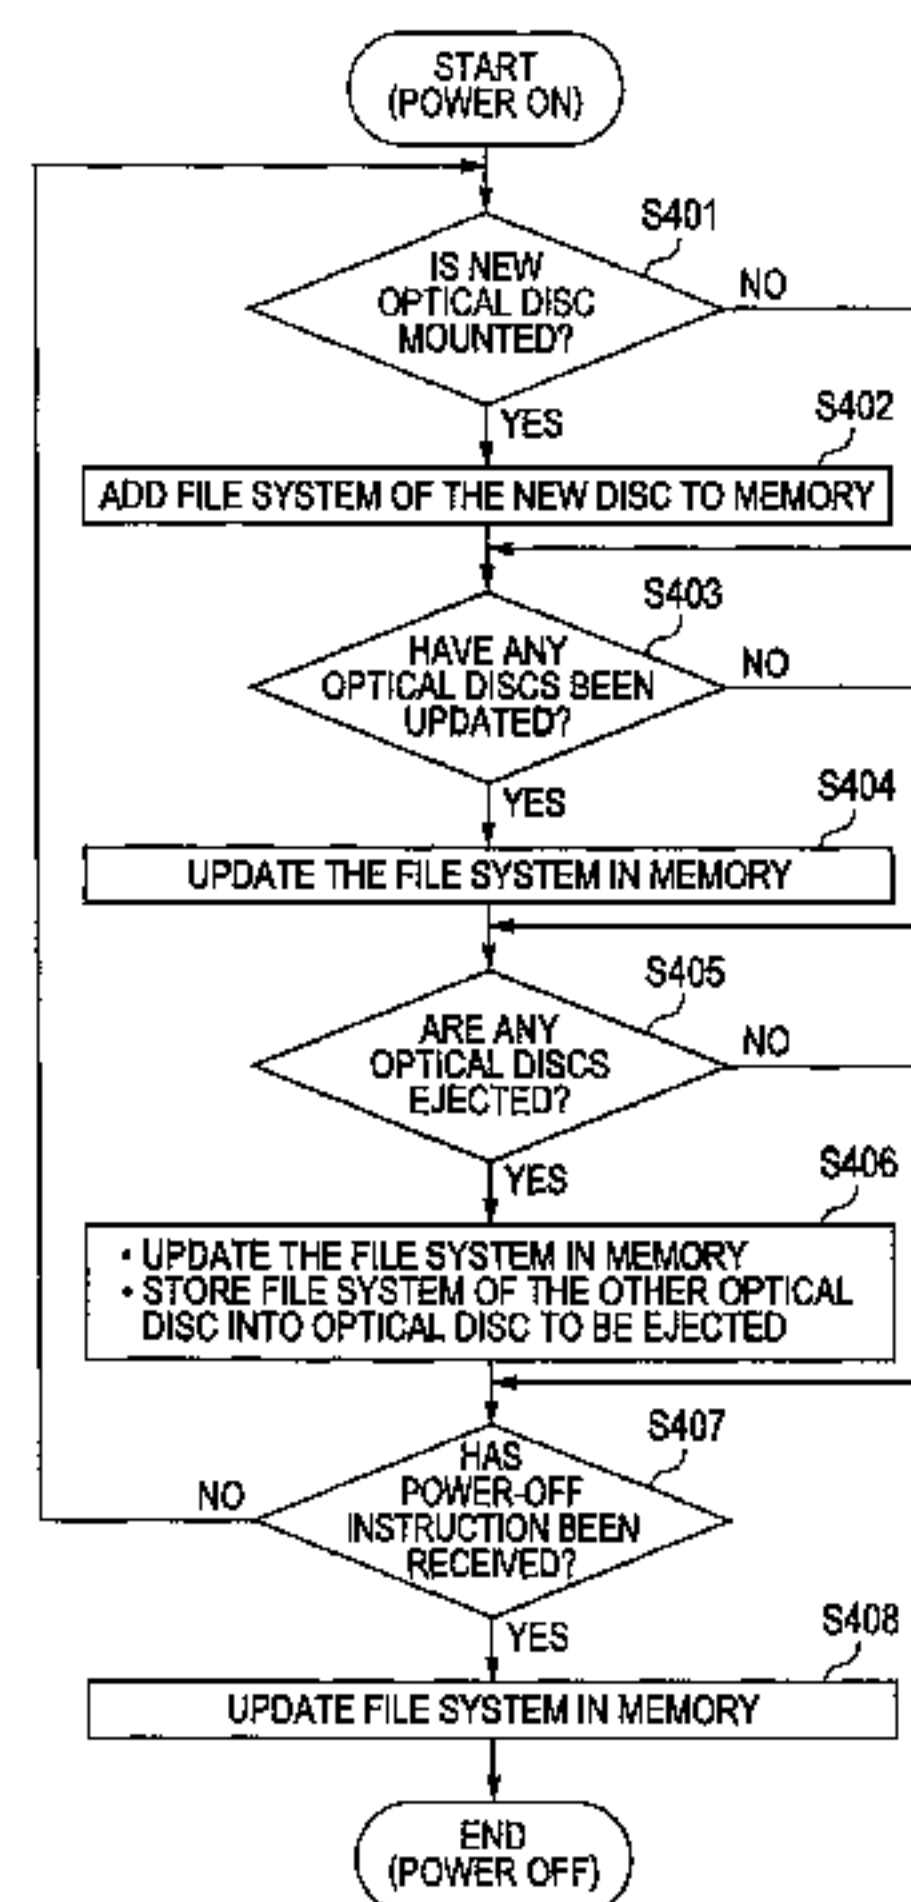 START
(POWER ON)
S401
IS NEW
OPTICAL DISC
MOUNTED?
NO
YES
S402
ADD FILE SYSTEM OF THE NEW DISC TO MEMORY
S403
HAVE ANY
OPTICAL DISCS BEEN
UPDATED?
NO
YES
S404
UPDATE THE FILE SYSTEM IN MEMORY
S405
ARE ANY
OPTICAL DISCS
EJECTED?
NO
YES
S406
• UPDATE THE FILE SYSTEM IN MEMORY
• STORE FILE SYSTEM OF THE OTHER OPTICAL
DISC INTO OPTICAL DISC TO BE EJECTED
S407
HAS
POWER-OFF
INSTRUCTION BEEN
RECEIVED?
NO
YES
S408
UPDATE FILE SYSTEM IN MEMORY
END
(POWER OFF)